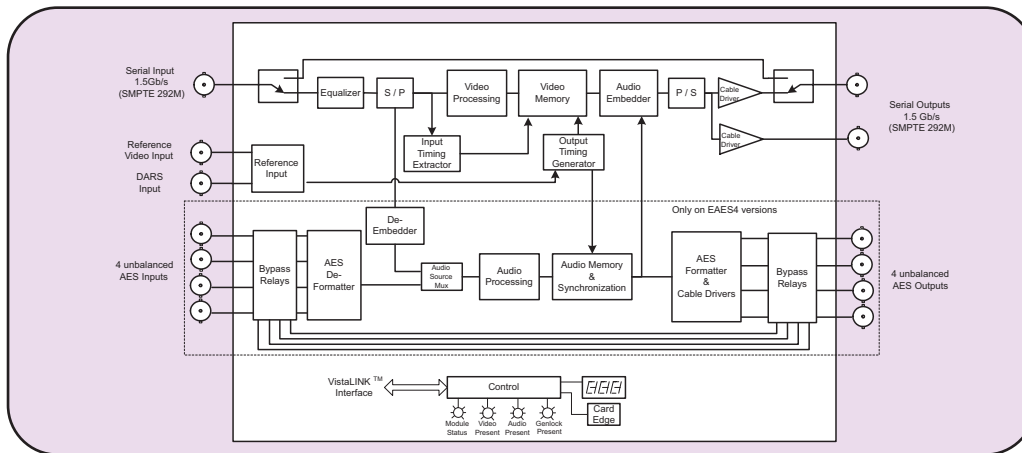 Serial Input
1.5Gb/s
(SMPTE 292M)
Equalizer
S / P
Video
Processing
Video
Memory
Audio
Embedder
P / S
Cable
Driver
Cable
Driver
Serial Outputs
1.5 Gb/s
(SMPTE 292M)
Input
Timing
Extractor
Output
Timing
Generator
Reference
Video Input
DARS
Input
Reference
Input
Only on EAES4 versions
De-
Embedder
4 unbalanced
AES Inputs
Bypass
Relays
AES
De-
Formatter
Audio
Source
Mux
Audio
Processing
Audio Memory
&
Synchronization
AES
Formatter
&
Cable Drivers
Bypass
Relays
4 unbalanced
AES Outputs
VistaLINK TM
Interface
Control
Card
Edge
Module
Status
Video
Present
Audio
Present
Genlock
Present